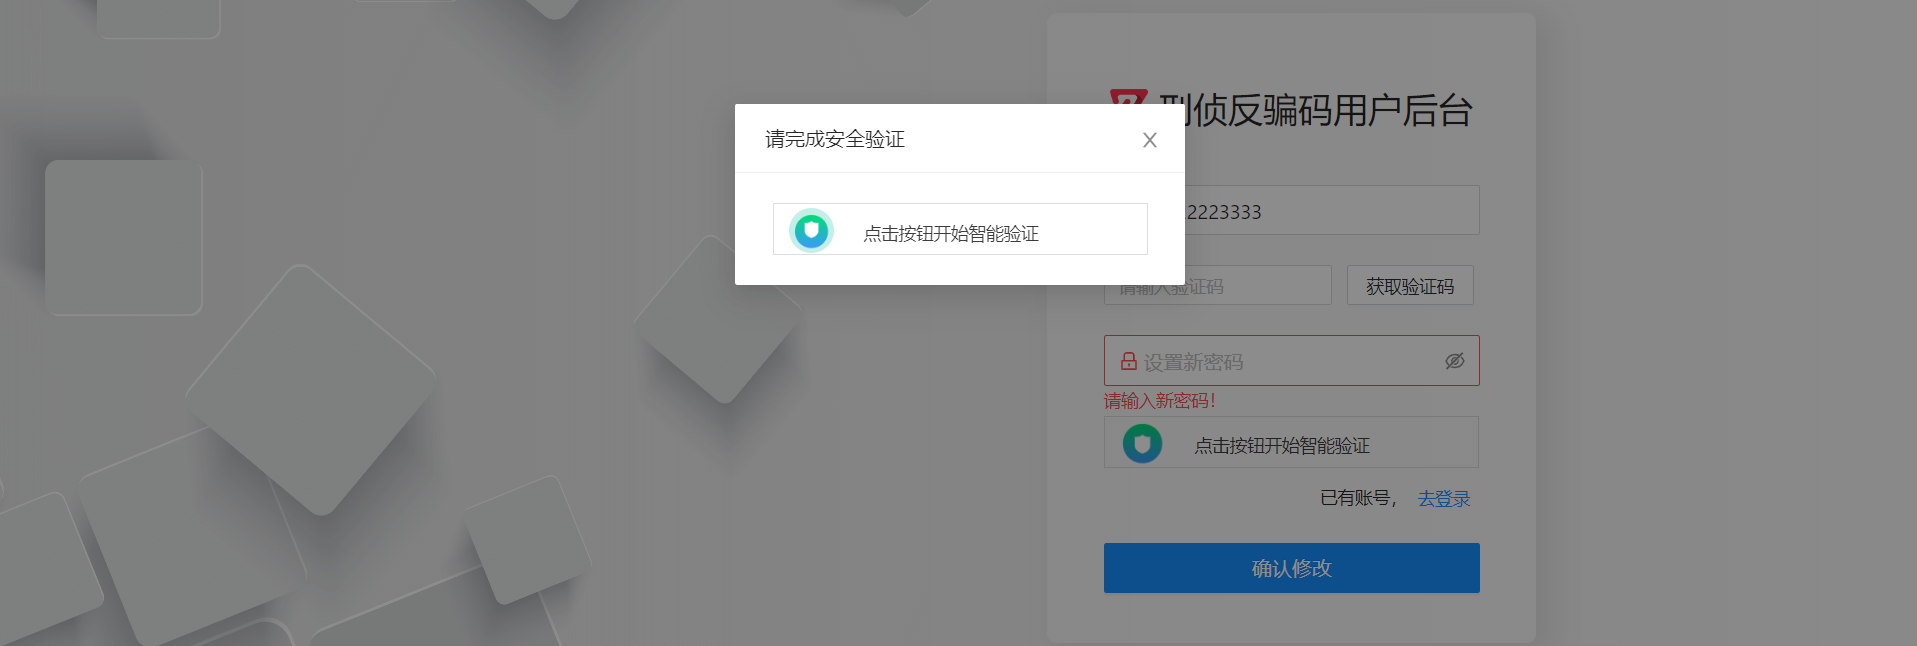 刑侦反骗码用户后台
请完成安全验证
点击按钮开始智能验证
2223333
请输入验证码
获取验证码
设置新密码
请输入新密码！
点击按钮开始智能验证
已有账号， 去登录
确认修改